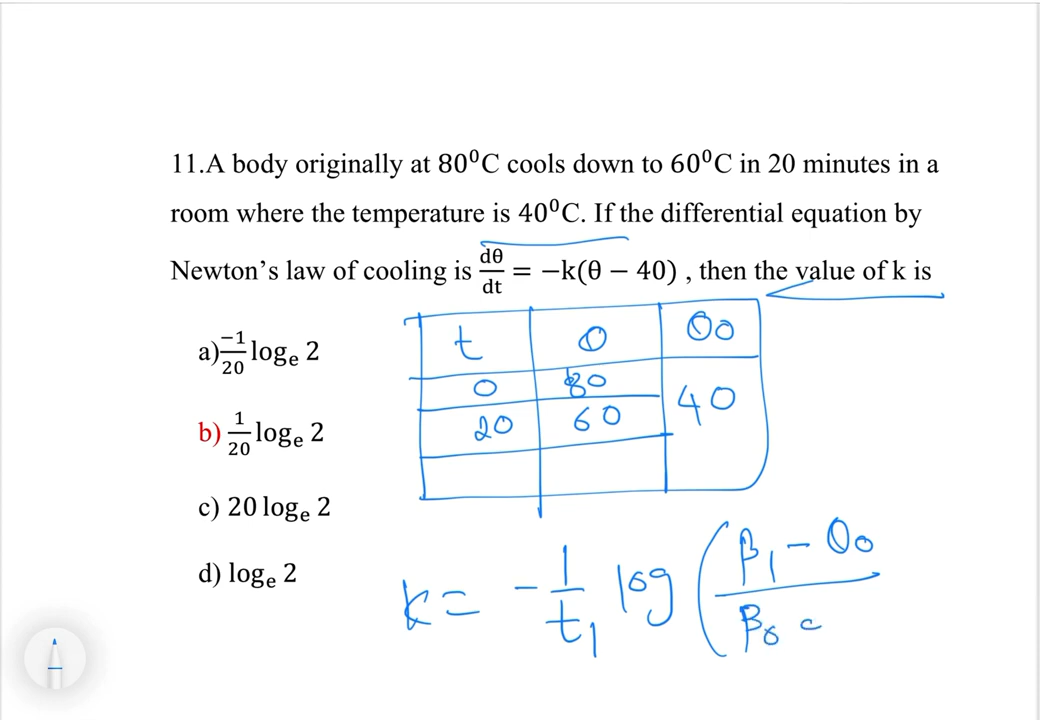 11.A body originally at 80⁰C cools down to 60⁰C in 20 minutes in a
room where the temperature is 40⁰C. If the differential equation by
Newton's law of cooling is dθ/dt = −k(θ − 40) , then the value of k is
a) −1/20 logₑ 2
b) 1/20 logₑ 2
c) 20 logₑ 2
d) logₑ 2
t θ θ₀
0 80
40
20 60
k = - 1/t₁ log ( β₁ - θ₀ / β₀